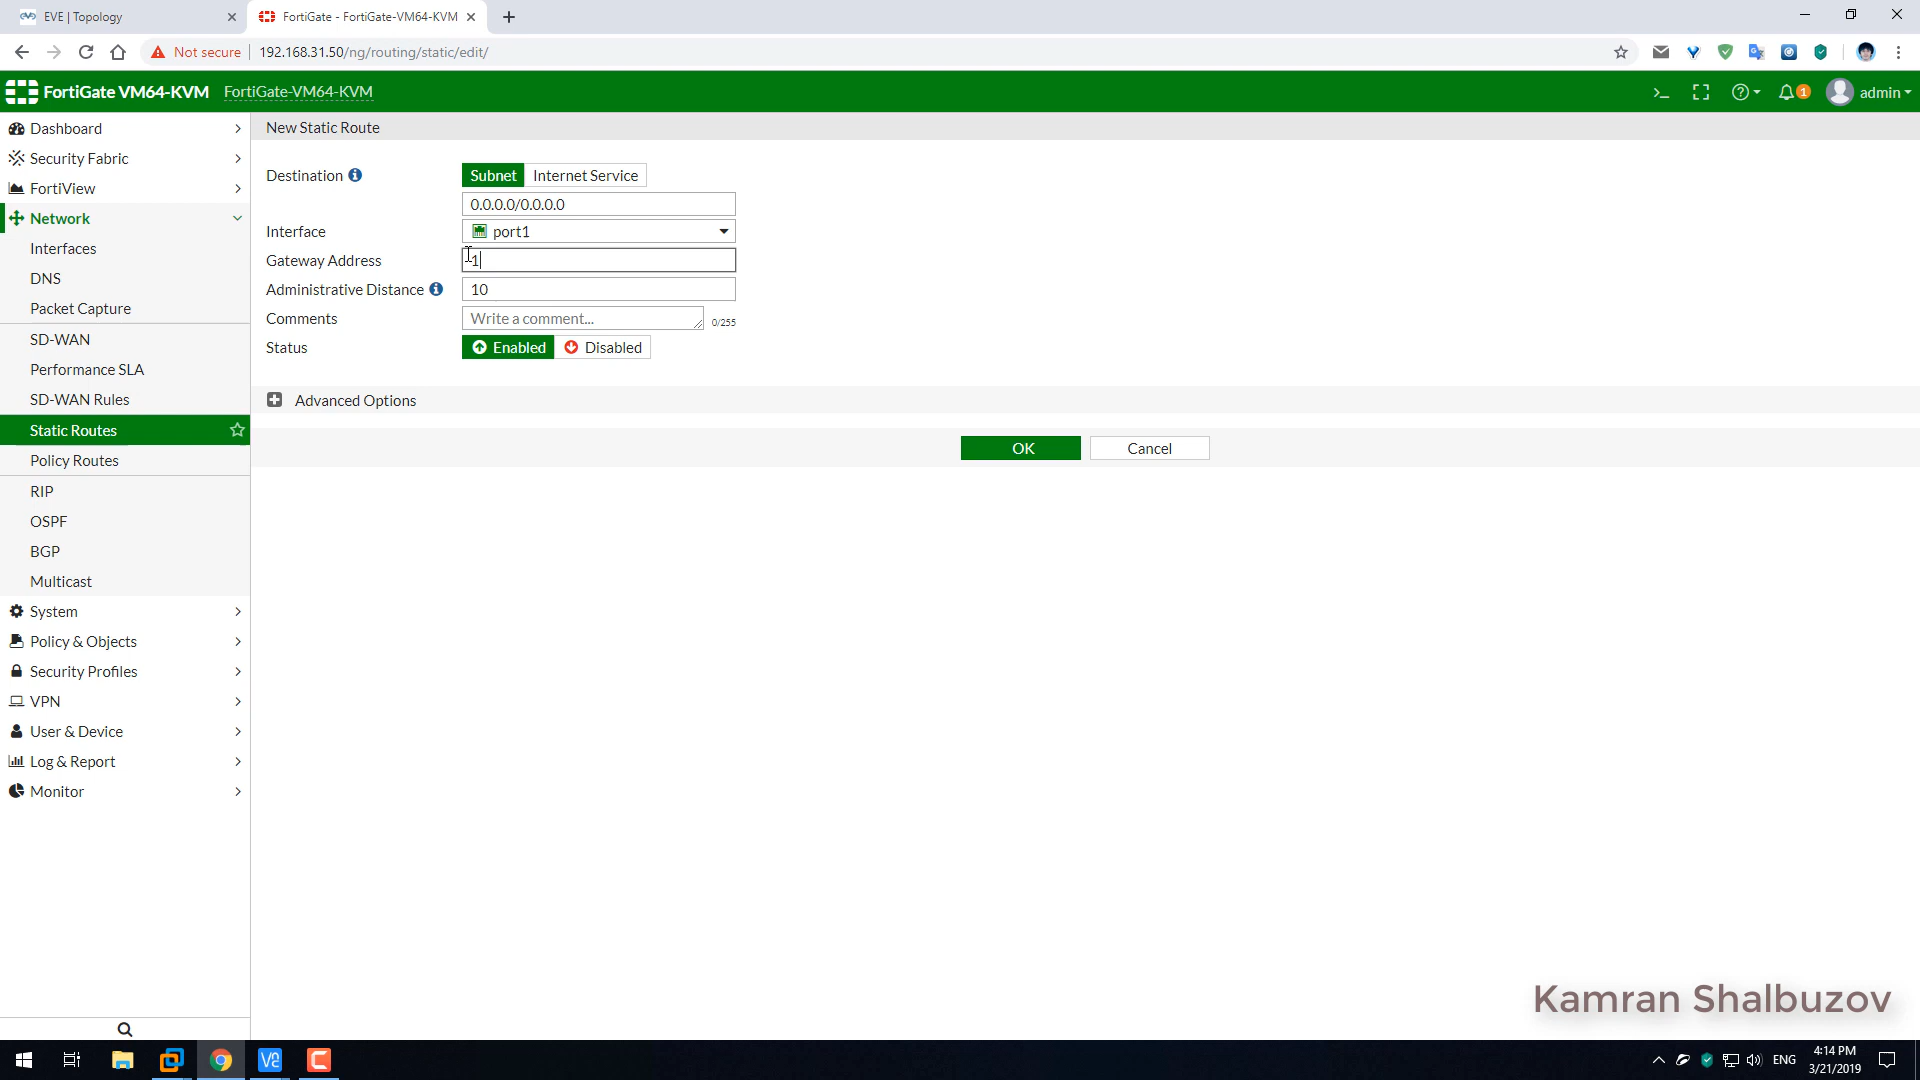 EVE | Topology
FortiGate - FortiGate-VM64-KVM
Not secure
192.168.31.50/ng/routing/static/edit/
FortiGate VM64-KVM
FortiGate-VM64-KVM
1
admin
Dashboard
Security Fabric
FortiView
Network
Interfaces
DNS
Packet Capture
SD-WAN
Performance SLA
SD-WAN Rules
Static Routes
Policy Routes
RIP
OSPF
BGP
Multicast
System
Policy & Objects
Security Profiles
VPN
User & Device
Log & Report
Monitor
New Static Route
Destination
Subnet
Internet Service
0.0.0.0/0.0.0.0
Interface
port1
Gateway Address
1
Administrative Distance
10
Comments
Write a comment...
0/255
Status
Enabled
Disabled
Advanced Options
OK
Cancel
Kamran Shalbuzov
ENG
4:14 PM
3/21/2019